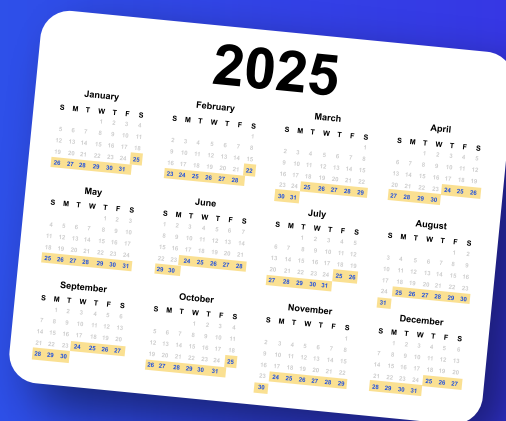 2025
January
S M T W T F S
1 2 3 4
5 6 7 8 9 10 11
12 13 14 15 16 17 18
19 20 21 22 23 24 25
26 27 28 29 30 31
February
S M T W T F S
1
2 3 4 5 6 7 8
9 10 11 12 13 14 15
16 17 18 19 20 21 22
23 24 25 26 27 28
March
S M T W T F S
1
2 3 4 5 6 7 8
9 10 11 12 13 14 15
16 17 18 19 20 21 22
23 24 25 26 27 28 29
30 31
April
S M T W T F S
1 2 3 4 5
6 7 8 9 10 11 12
13 14 15 16 17 18 19
20 21 22 23 24 25 26
27 28 29 30
May
S M T W T F S
1 2 3
4 5 6 7 8 9 10
11 12 13 14 15 16 17
18 19 20 21 22 23 24
25 26 27 28 29 30 31
June
S M T W T F S
1 2 3 4 5 6 7
8 9 10 11 12 13 14
15 16 17 18 19 20 21
22 23 24 25 26 27 28
29 30
July
S M T W T F S
1 2 3 4 5
6 7 8 9 10 11 12
13 14 15 16 17 18 19
20 21 22 23 24 25 26
27 28 29 30 31
August
S M T W T F S
1 2
3 4 5 6 7 8 9
10 11 12 13 14 15 16
17 18 19 20 21 22 23
24 25 26 27 28 29 30
31
September
S M T W T F S
1 2 3 4 5 6
7 8 9 10 11 12 13
14 15 16 17 18 19 20
21 22 23 24 25 26 27
28 29 30
October
S M T W T F S
1 2 3 4
5 6 7 8 9 10 11
12 13 14 15 16 17 18
19 20 21 22 23 24 25
26 27 28 29 30 31
November
S M T W T F S
1
2 3 4 5 6 7 8
9 10 11 12 13 14 15
16 17 18 19 20 21 22
23 24 25 26 27 28 29
30
December
S M T W T F S
1 2 3 4 5 6
7 8 9 10 11 12 13
14 15 16 17 18 19 20
21 22 23 24 25 26 27
28 29 30 31